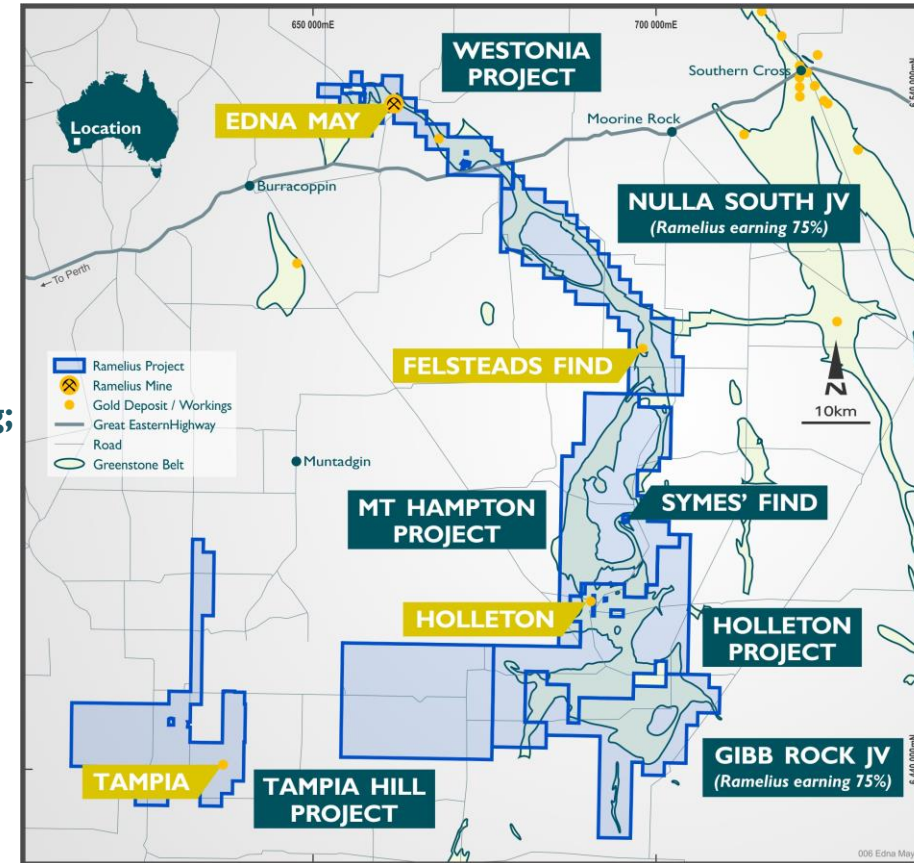 650 000mE
700 000mE
WESTONIA
PROJECT
Southern Cross
6,540,000mN
Location
EDNA MAY
Moorine Rock
Burracoppin
NULLA SOUTH JV
(Ramelius earning 75%)
To Perth
Ramelius Project
Ramelius Mine
Gold Deposit / Workings
Great EasternHighway
Road
Greenstone Belt
g;
FELSTEADS FIND
N
10km
Muntadgin
MT HAMPTON
PROJECT
SYMES' FIND
HOLLETON
HOLLETON
PROJECT
GIBB ROCK JV
(Ramelius earning 75%)
TAMPIA
TAMPIA HILL
PROJECT
006 Edna May